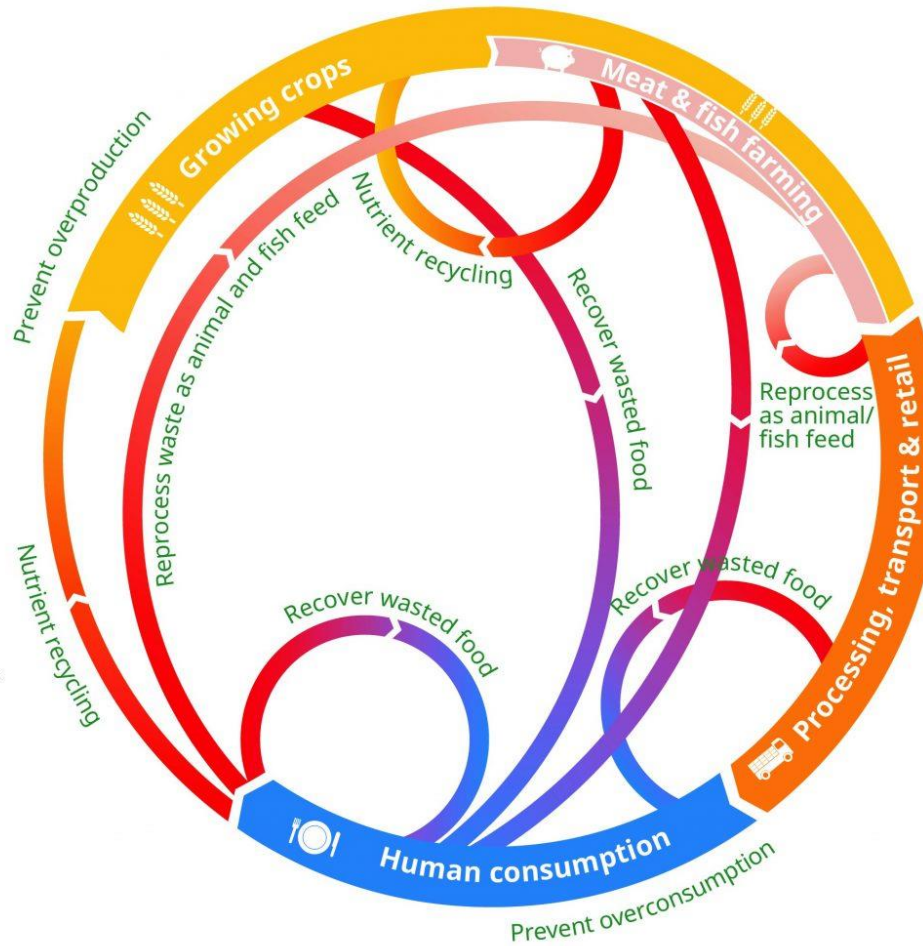 Growing crops
Meat & fish farming
Prevent overproduction
Nutrient recycling
Reprocess waste as animal and fish feed
Recover wasted food
Reprocess
as animal/
fish feed
Processing, transport & retail
Recover wasted food
Recover wasted food
Nutrient recycling
Human consumption
Prevent overconsumption